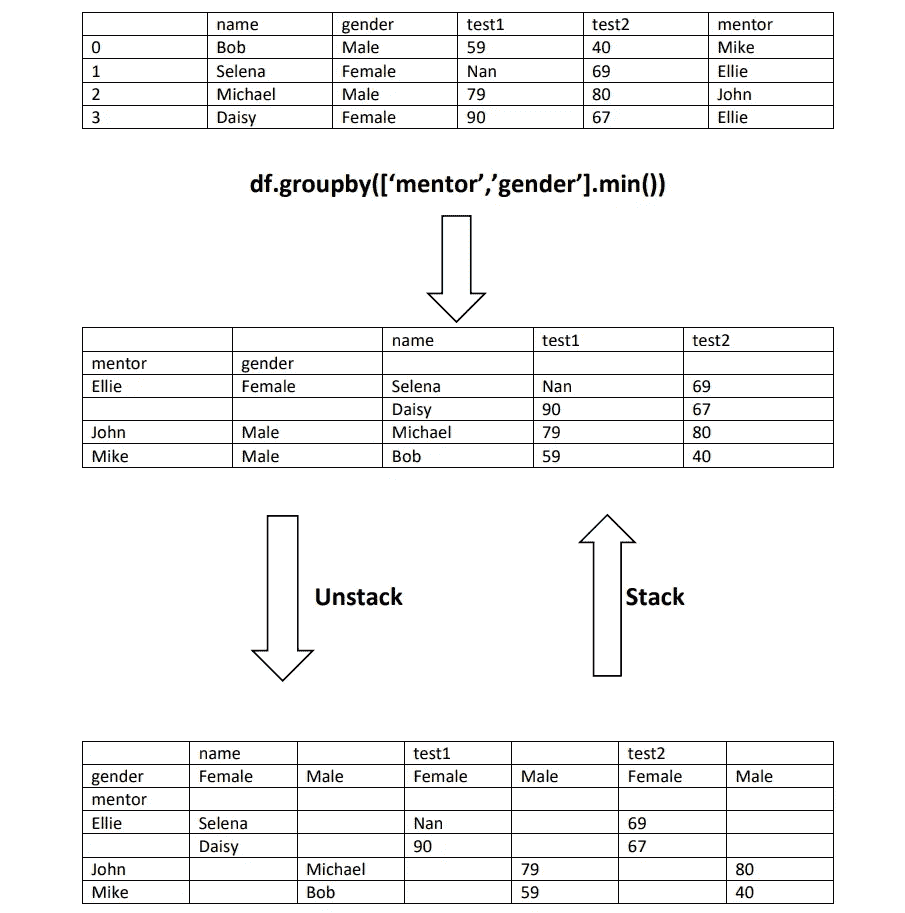 name gender test1 test2 mentor
0 Bob Male 59 40 Mike
1 Selena Female Nan 69 Ellie
2 Michael Male 79 80 John
3 Daisy Female 90 67 Ellie
df.groupby([‘mentor’,’gender’].min())
name test1 test2
mentor gender
Ellie Female Selena Nan 69
Daisy 90 67
John Male Michael 79 80
Mike Male Bob 59 40
Unstack Stack
name test1 test2
gender Female Male Female Male Female Male
mentor
Ellie Selena Nan 69
Daisy 90 67
John Michael 79 80
Mike Bob 59 40